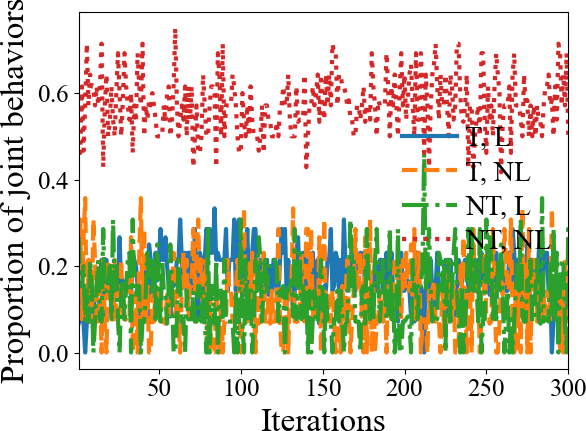 Proportion of joint behaviors
0.6
0.4
0.2
0.0
T, L
T, NL
NT, L
NT, NL
50
100
150
200
250
300
Iterations